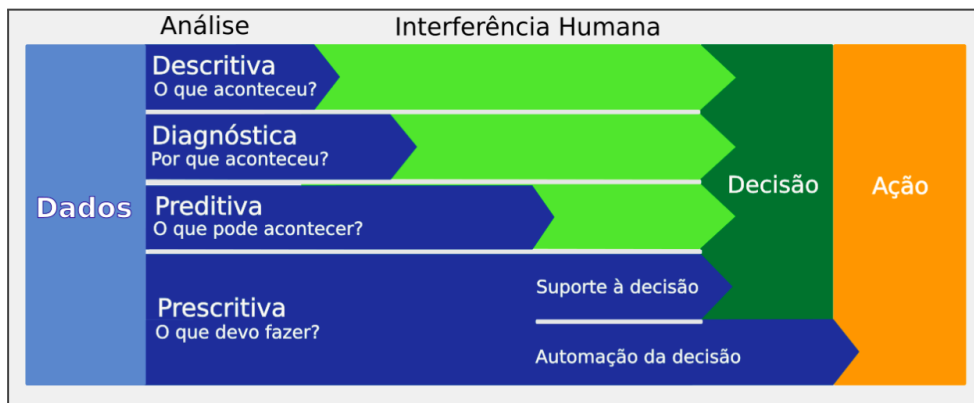 Análise
Interferência Humana
Descritiva
O que aconteceu?
Diagnóstica
Por que aconteceu?
Dados
Preditiva
O que pode acontecer?
Decisão
Ação
Prescritiva
O que devo fazer?
Suporte à decisão
Automação da decisão